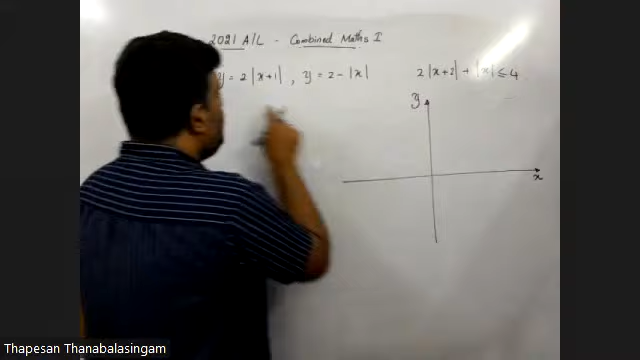 2021 A/L - Combined Maths I
y = 2 |x+1| , y = 2 - |x|
2 |x+2| + |x| ≤ 4
y
x
Thapesan Thanabalasingam